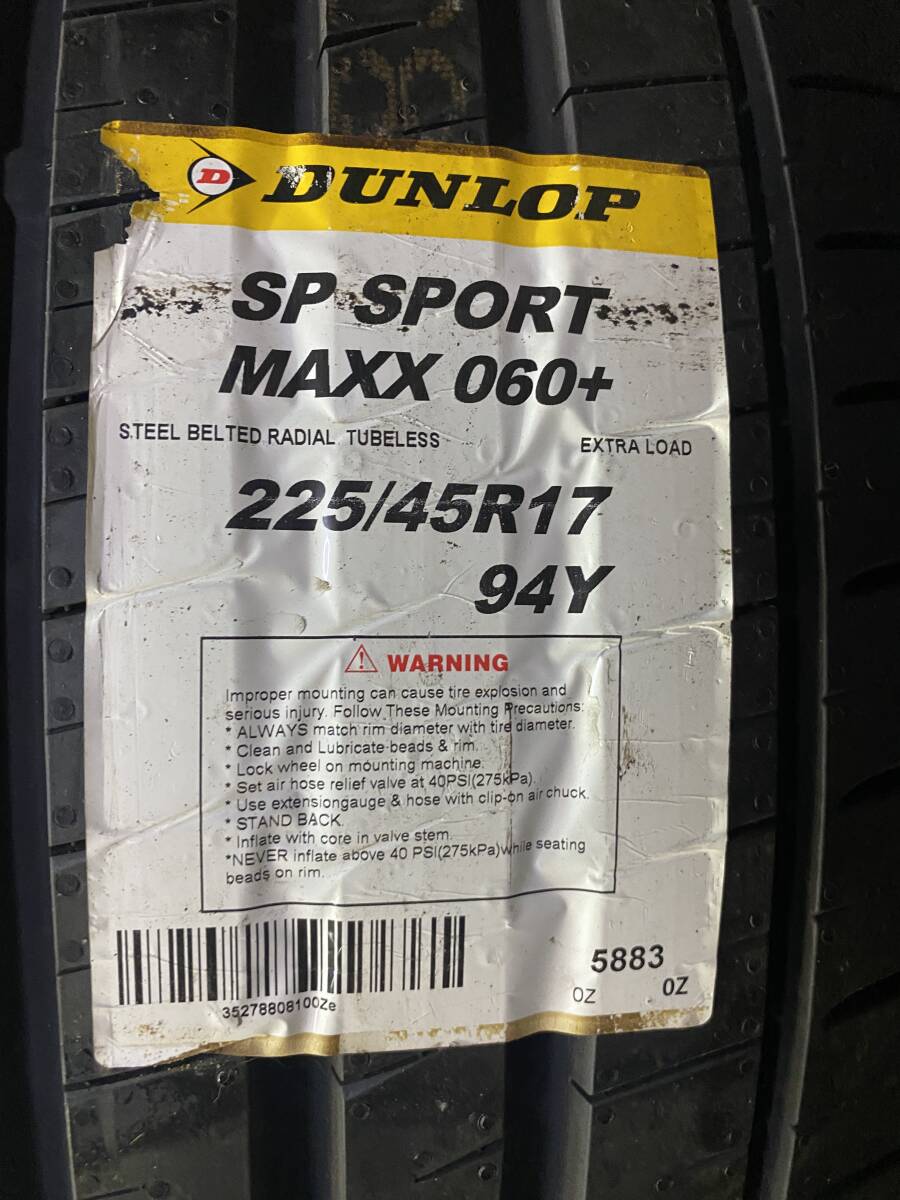 D DUNLOP
SP SPORT
MAXX 060+
STEEL BELTED RADIAL TUBELESS EXTRA LOAD
225/45R17
94Y
WARNING
Improper mounting can cause tire explosion and
serious injury. Follow These Mounting Precautions:
* ALWAYS match rim diameter with tire diameter.
* Clean and Lubricate beads & rim.
* Lock wheel on mounting machine.
* Set air hose relief valve at 40PSI(275kPa).
* Use extensiongauge & hose with clip-on air chuck.
* STAND BACK.
* Inflate with core in valve stem.
*NEVER inflate above 40 PSI(275kPa)while seating
beads on rim.
5883
35278808100Ze OZ OZ